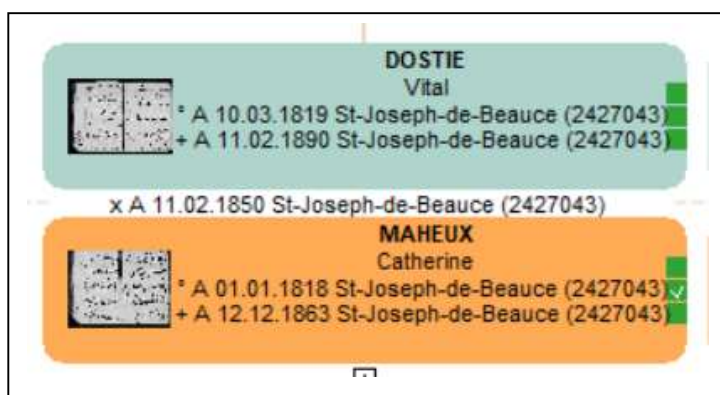 DOSTIE
Vital
° A 10.03.1819 St-Joseph-de-Beauce (2427043)
+ A 11.02.1890 St-Joseph-de-Beauce (2427043)
x A 11.02.1850 St-Joseph-de-Beauce (2427043)
MAHEUX
Catherine
° A 01.01.1818 St-Joseph-de-Beauce (2427043)
+ A 12.12.1863 St-Joseph-de-Beauce (2427043)